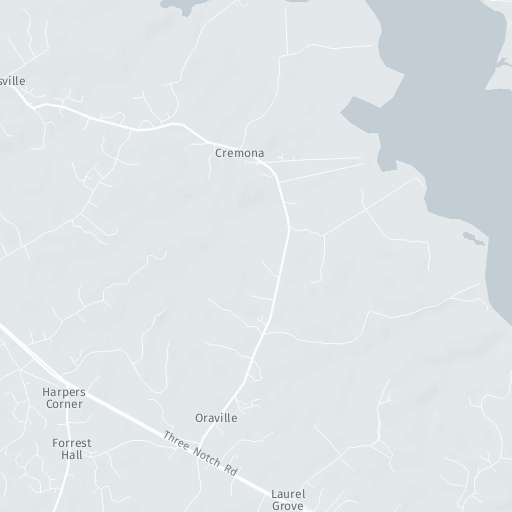 sville
Cremona
Harpers
Corner
Oraville
Forrest
Hall
Three Notch Rd
Laurel
Grove